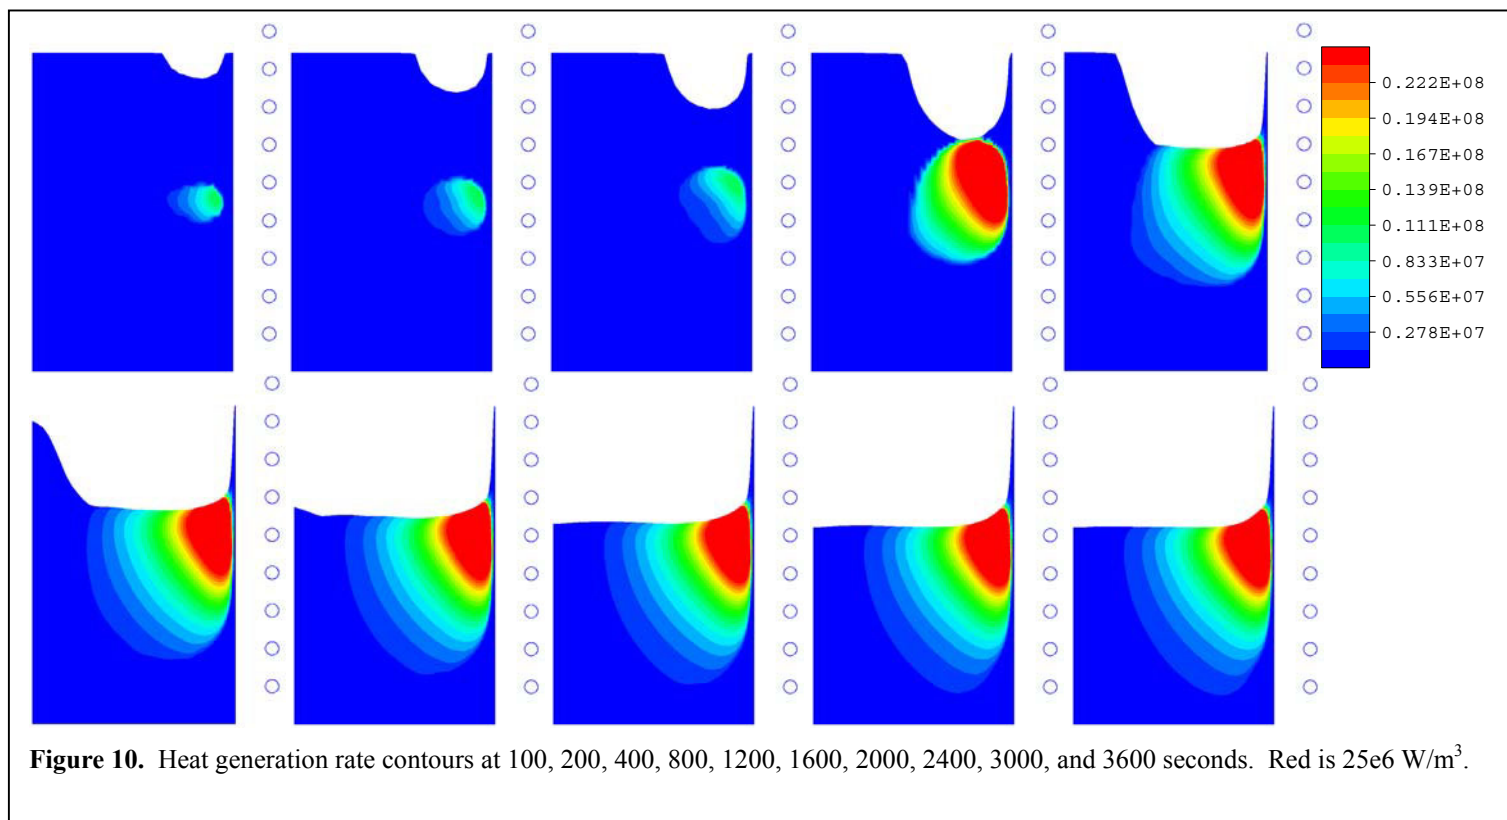 0.222E+08
0.194E+08
0.167E+08
0.139E+08
0.111E+08
0.833E+07
0.556E+07
0.278E+07
Figure 10. Heat generation rate contours at 100, 200, 400, 800, 1200, 1600, 2000, 2400, 3000, and 3600 seconds. Red is 25e6 W/m³.